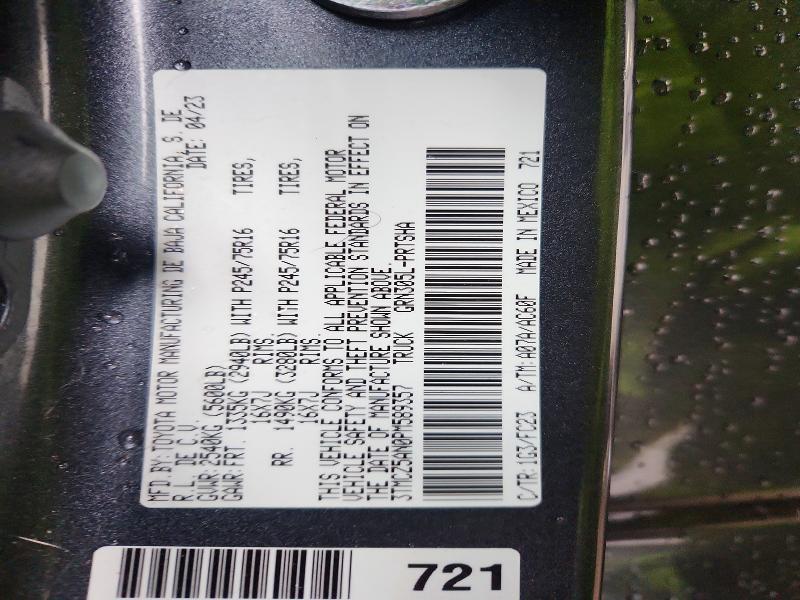 MFD.BY:TOYOTA MOTOR MANUFACTURING DE BAJA CALIFORNIA, S. DE
R.L. DE C.V. DATE: 04/23
GVWR:2540KG (5600LB)
GAWR:FRT. 1335KG (2940LB) WITH P245/75R16 TIRES,
16X7J RIMS.
RR. 1490KG (3280LB) WITH P245/75R16 TIRES,
16X7J RIMS.
THIS VEHICLE CONFORMS TO ALL APPLICABLE FEDERAL MOTOR
VEHICLE SAFETY AND THEFT PREVENTION STANDARDS IN EFFECT ON
THE DATE OF MANUFACTURE SHOWN ABOVE.
3TMCZ5AN0PM589357 TRUCK GRN305L-PRTSHA
C/TR:1G3/FC23 A/TM:A07A/AC60F MADE IN MEXICO 721
721